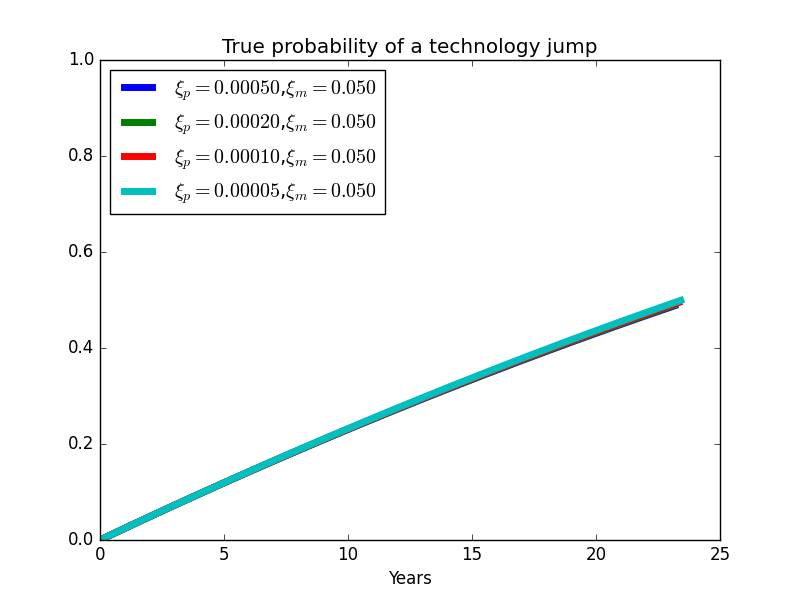 True probability of a technology jump
1.0
0.8
0.6
0.4
0.2
0.0
ξp = 0.00050,ξm = 0.050
ξp = 0.00020,ξm = 0.050
ξp = 0.00010,ξm = 0.050
ξp = 0.00005,ξm = 0.050
0 5 10 15 20 25
Years